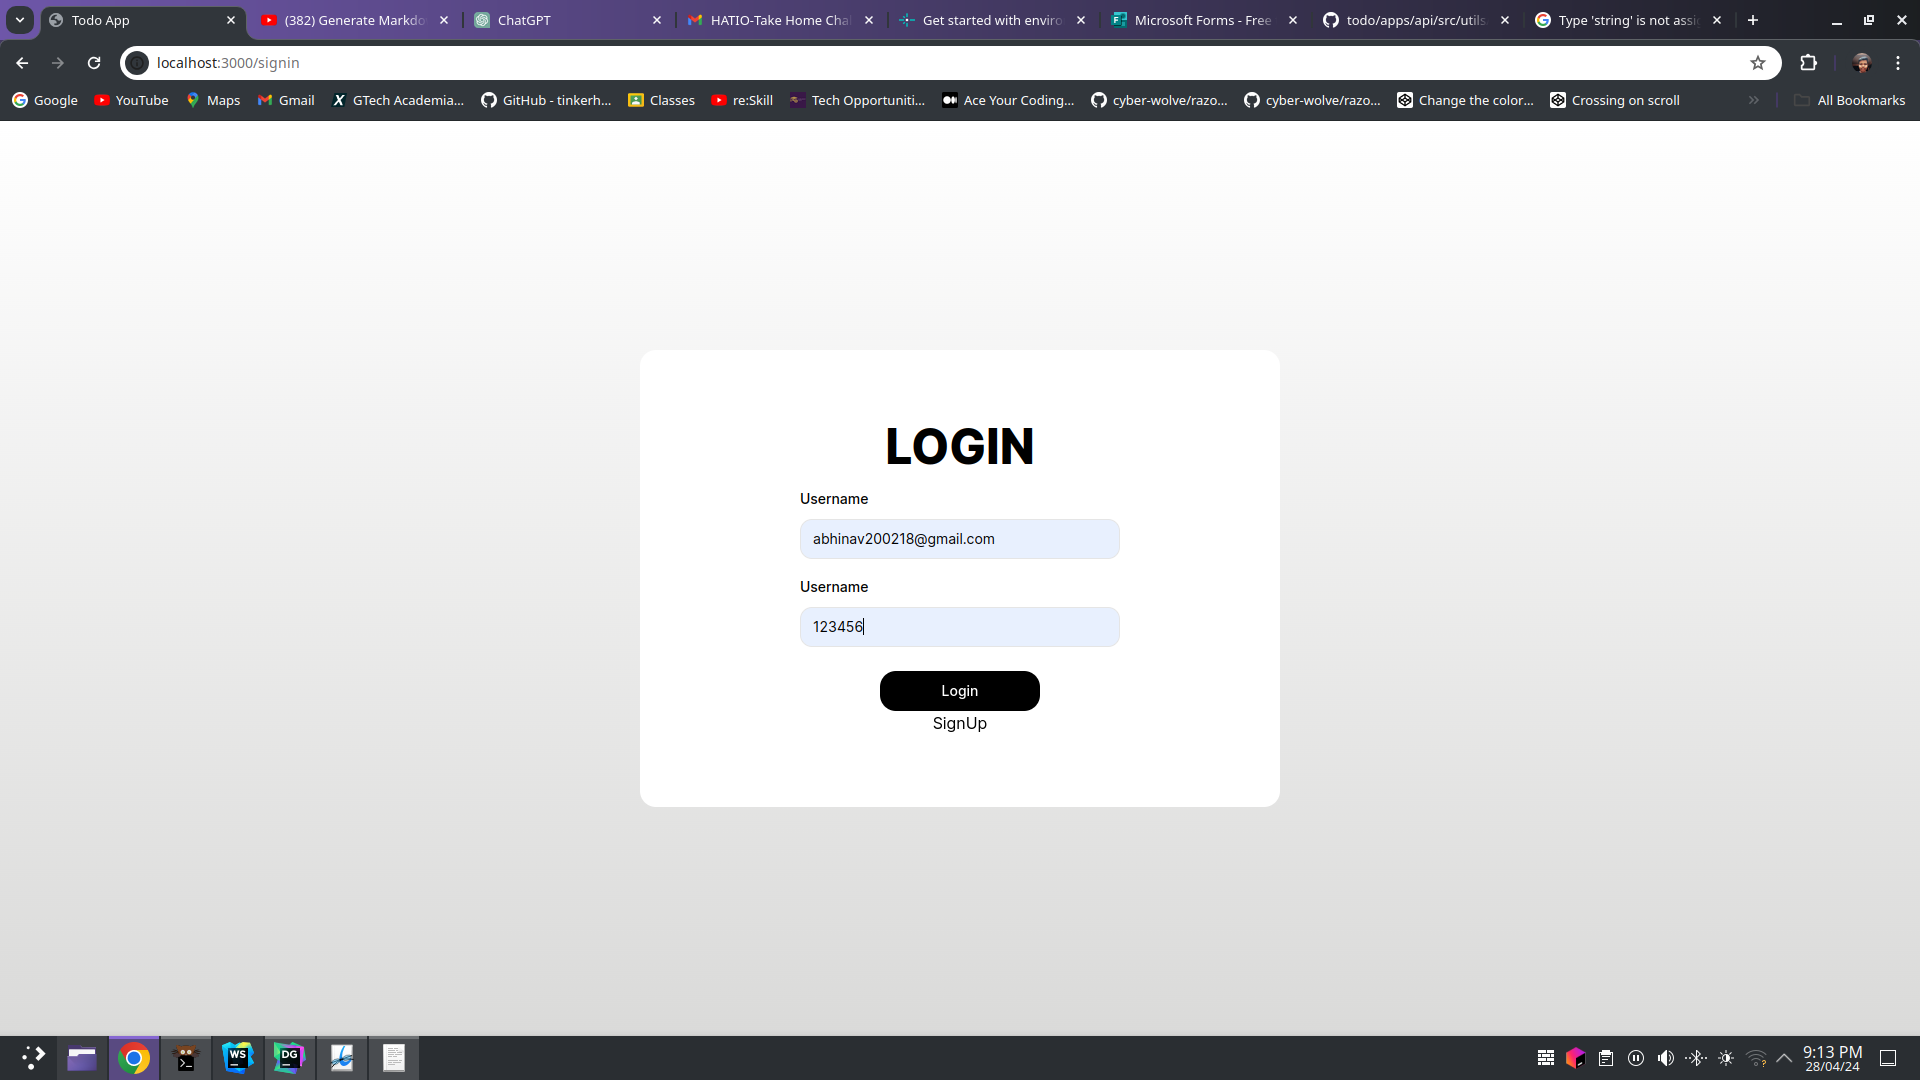 Todo App
(382) Generate Markdo
ChatGPT
HATIO-Take Home Cha
Get started with enviro
Microsoft Forms - Free
todo/apps/api/src/utils
Type 'string' is not assi
localhost:3000/signin
Google
YouTube
Maps
Gmail
GTech Academia...
GitHub - tinkerh...
Classes
re:Skill
Tech Opportuniti...
Ace Your Coding...
cyber-wolve/razo...
cyber-wolve/razo...
Change the color...
Crossing on scroll
All Bookmarks
LOGIN
Username
abhinav200218@gmail.com
Username
123456
Login
SignUp
WS
DG
9:13 PM
28/04/24